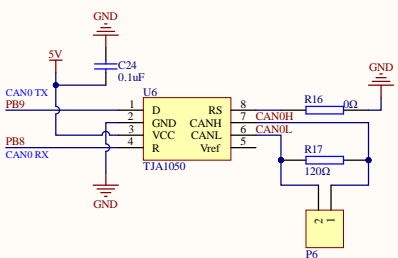 GND
5V
C24
0.1uF
GND
CAN0 TX
PB9
U6
R16
0Ω
1
D
RS
8
CAN0H
2
GND
CANH
7
3
VCC
CANL
6
CAN0L
PB8
4
R
Vref
5
R17
CAN0 RX
TJA1050
120Ω
GND
2
1
P6